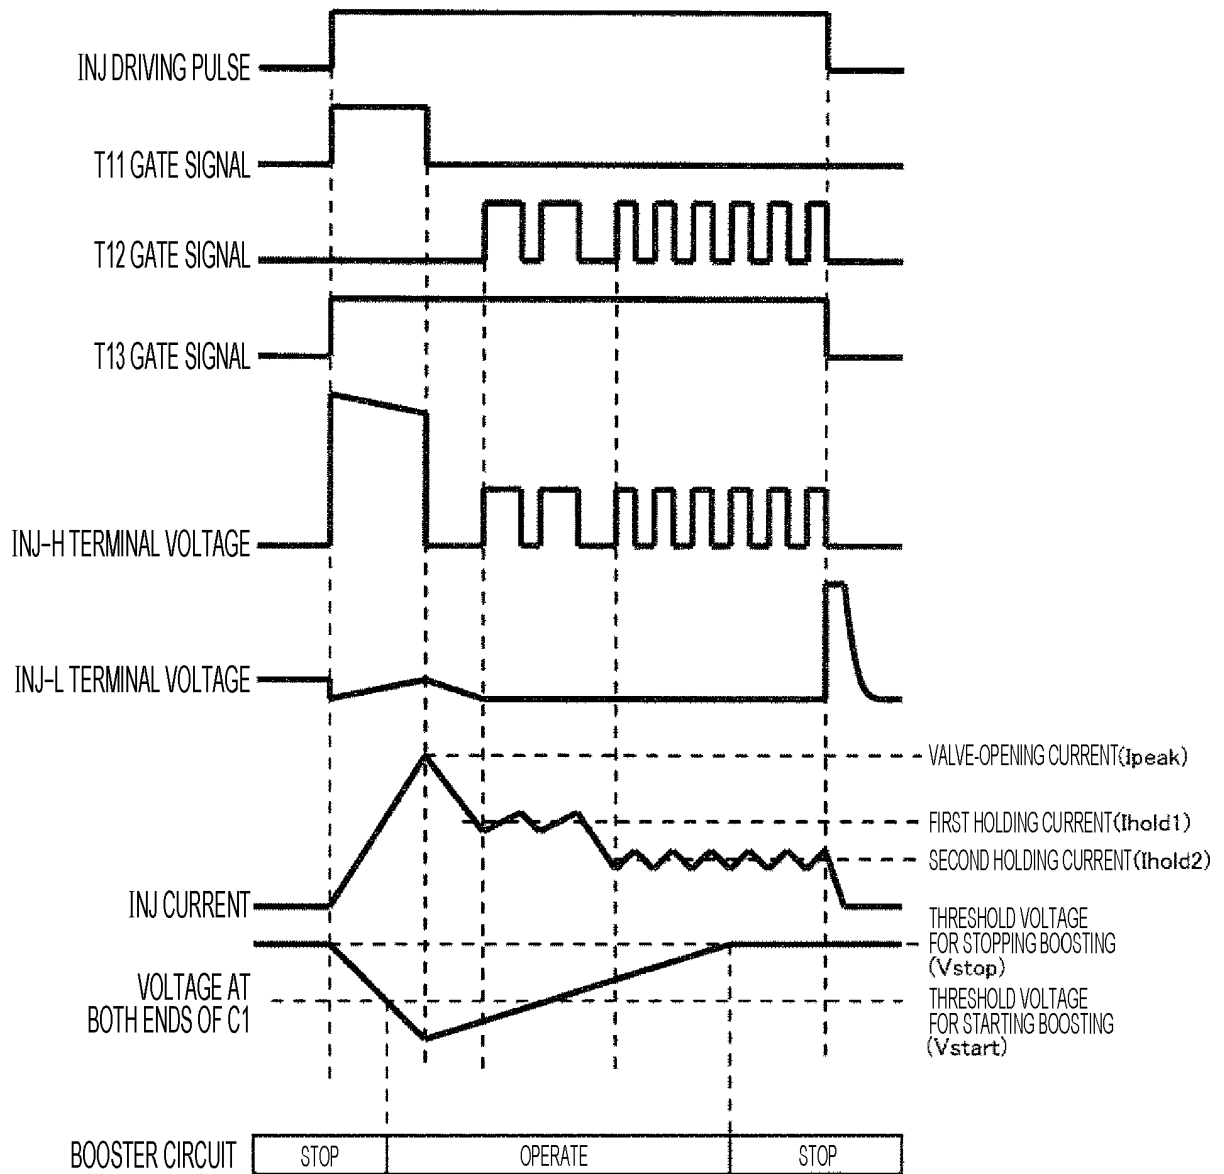 INJ DRIVING PULSE
T11 GATE SIGNAL
T12 GATE SIGNAL
T13 GATE SIGNAL
INJ-H TERMINAL VOLTAGE
INJ-L TERMINAL VOLTAGE
VALVE-OPENING CURRENT(Ipeak)
FIRST HOLDING CURRENT(Ihold1)
SECOND HOLDING CURRENT(Ihold2)
INJ CURRENT
THRESHOLD VOLTAGE
FOR STOPPING BOOSTING
(Vstop)
VOLTAGE AT
BOTH ENDS OF C1
THRESHOLD VOLTAGE
FOR STARTING BOOSTING
(Vstart)
BOOSTER CIRCUIT
STOP
OPERATE
STOP